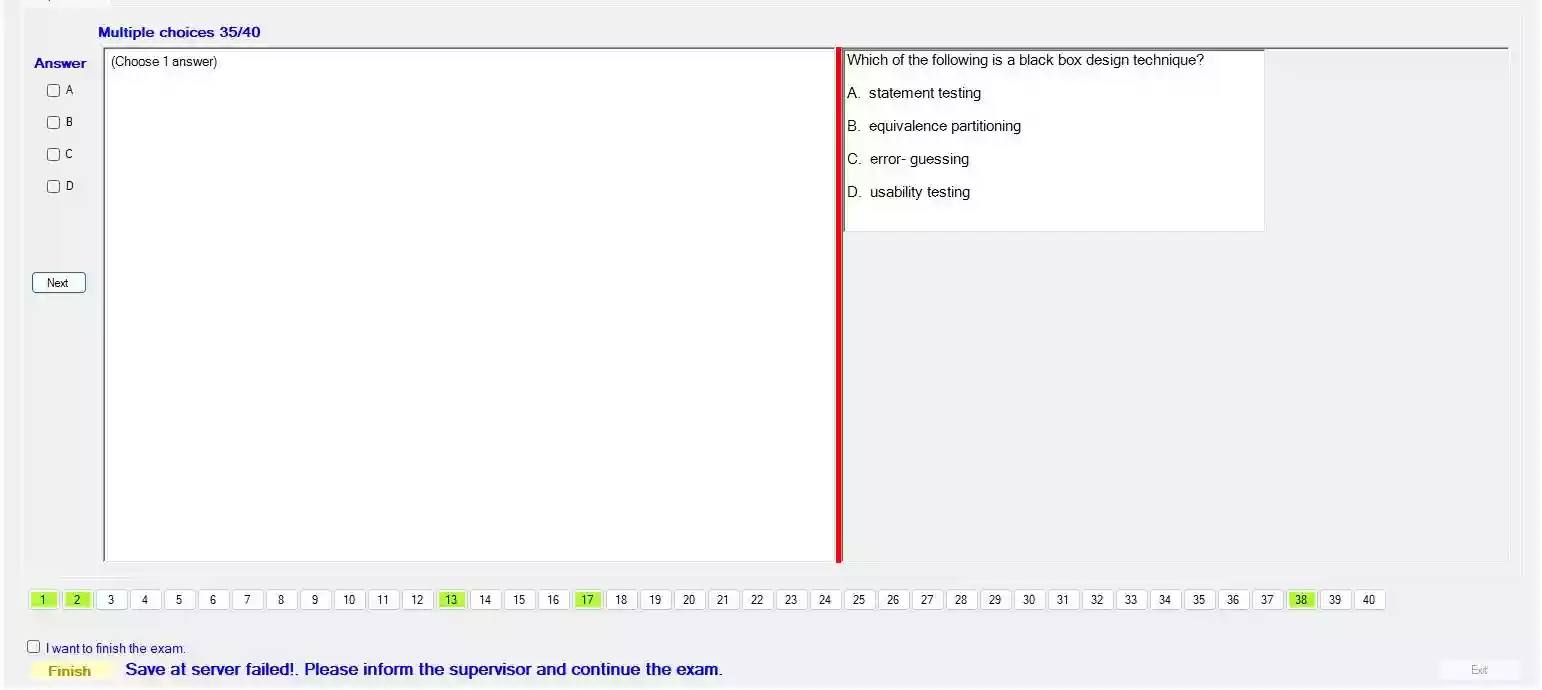 Multiple choices 35/40
Answer
(Choose 1 answer)
A
B
C
D
Next
Which of the following is a black box design technique?
A. statement testing
B. equivalence partitioning
C. error- guessing
D. usability testing
1 2 3 4 5 6 7 8 9 10 11 12 13 14 15 16 17 18 19 20 21 22 23 24 25 26 27 28 29 30 31 32 33 34 35 36 37 38 39 40
I want to finish the exam.
Finish Save at server failed!. Please inform the supervisor and continue the exam.
Exit